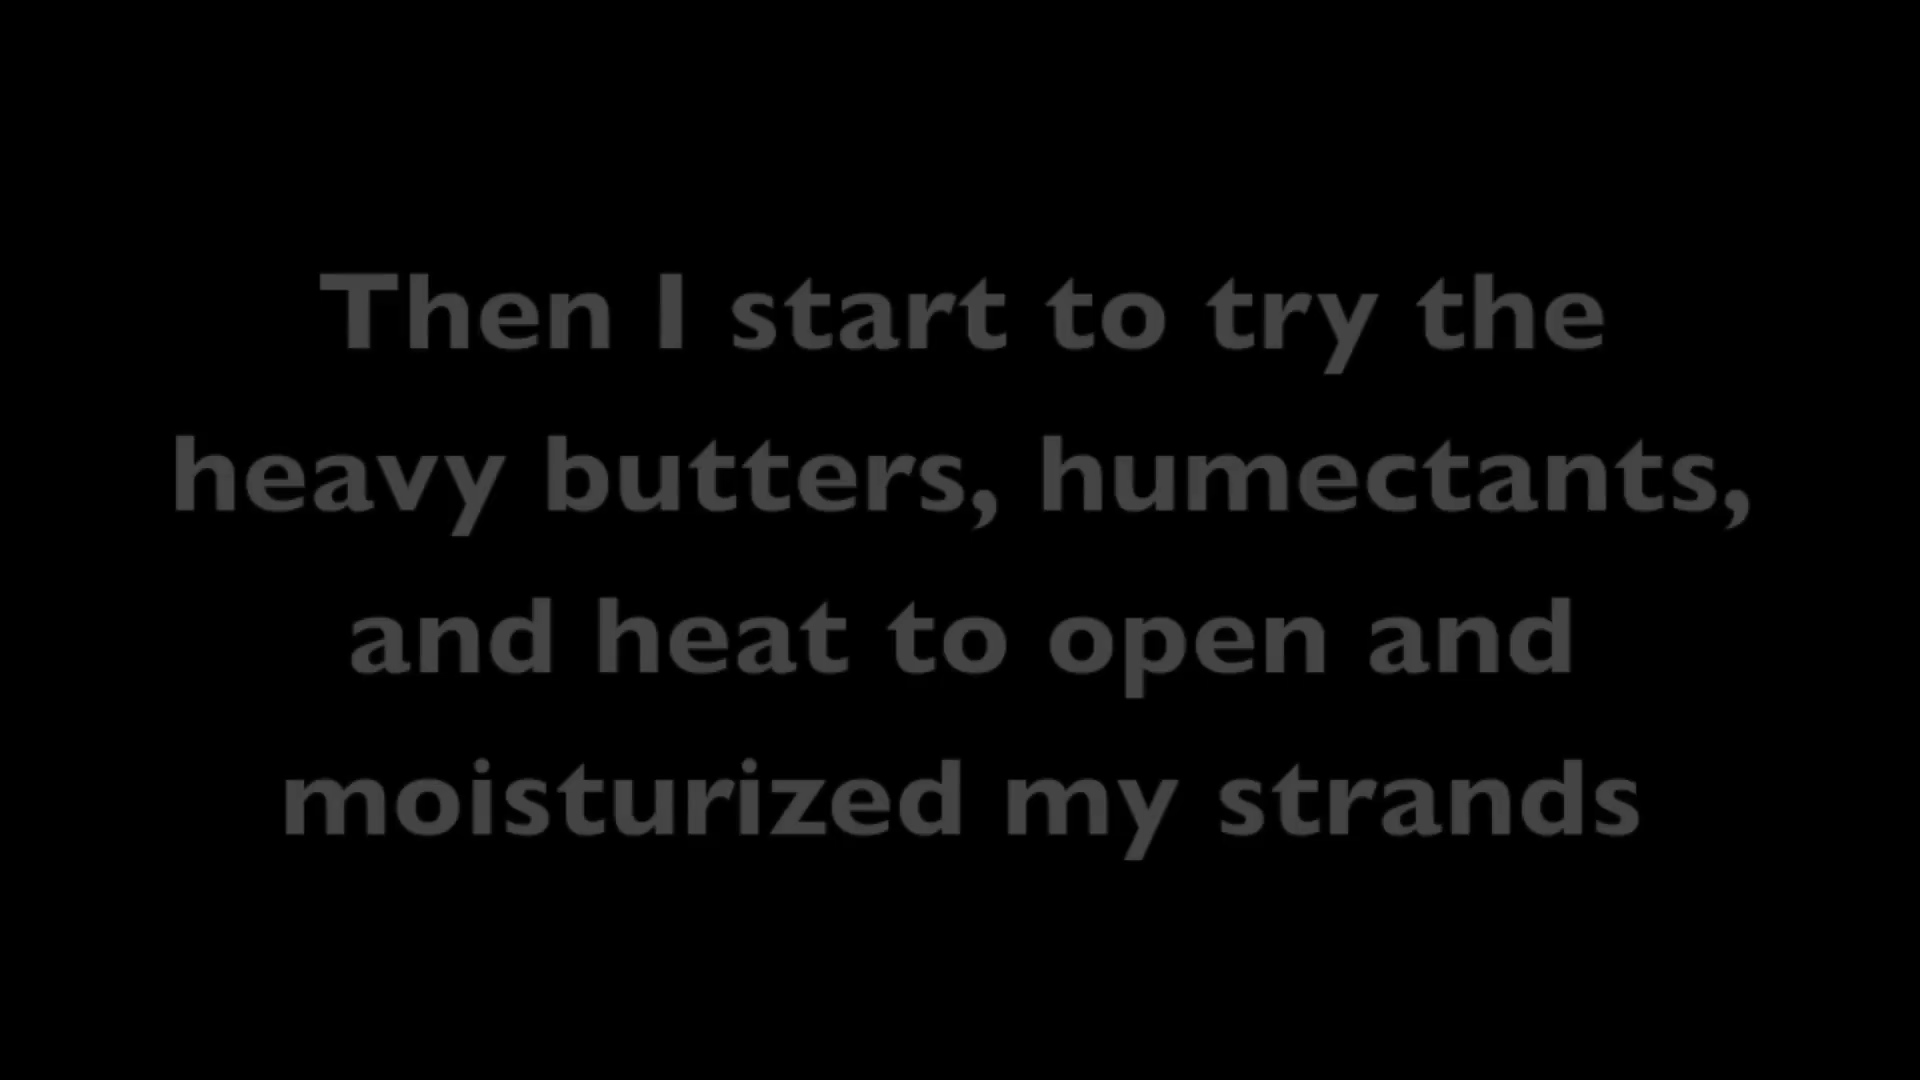 Then I start to try the
heavy butters, humectants,
and heat to open and
moisturized my strands